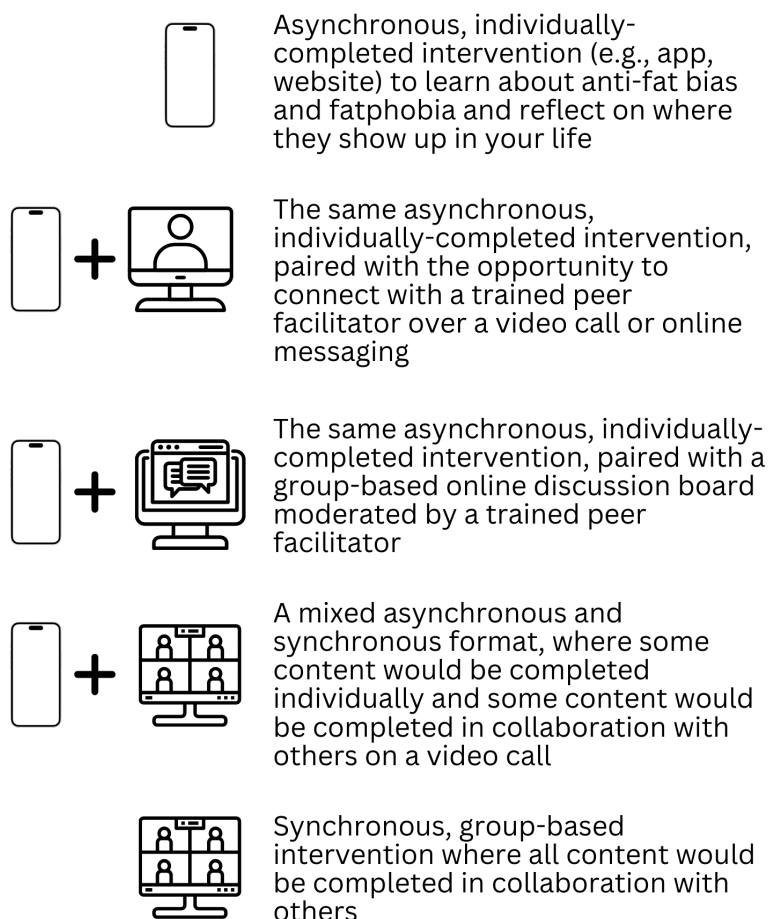 Asynchronous, individually-
completed intervention (e.g., app,
website) to learn about anti-fat bias
and fatphobia and reflect on where
they show up in your life
The same asynchronous,
individually-completed intervention,
paired with the opportunity to
connect with a trained peer
facilitator over a video call or online
messaging
The same asynchronous, individually-
completed intervention, paired with a
group-based online discussion board
moderated by a trained peer
facilitator
A mixed asynchronous and
synchronous format, where some
content would be completed
individually and some content would
be completed in collaboration with
others on a video call
Synchronous, group-based
intervention where all content would
be completed in collaboration with
others